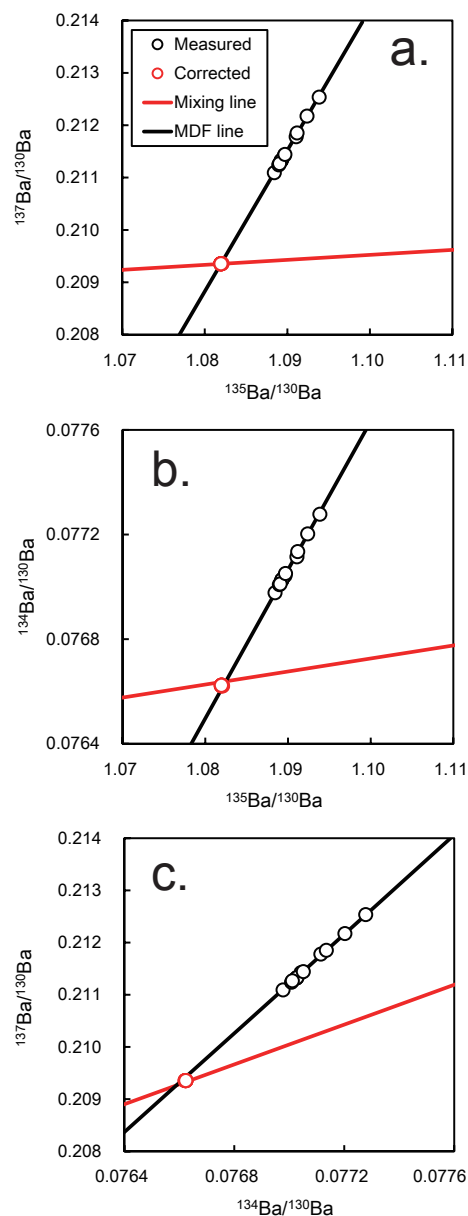 0.214
0.213
0.212
0.211
0.210
0.209
0.208
¹³⁷Ba/¹³⁰Ba
Measured
Corrected
Mixing line
MDF line
a.
1.07 1.08 1.09 1.10 1.11
¹³⁵Ba/¹³⁰Ba
0.0776
0.0772
0.0768
0.0764
¹³⁴Ba/¹³⁰Ba
b.
1.07 1.08 1.09 1.10 1.11
¹³⁵Ba/¹³⁰Ba
0.214
0.213
0.212
0.211
0.210
0.209
0.208
¹³⁷Ba/¹³⁰Ba
c.
0.0764 0.0768 0.0772 0.0776
¹³⁴Ba/¹³⁰Ba